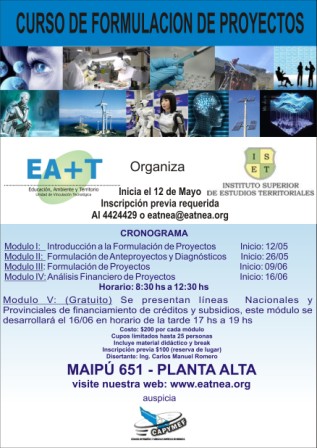 CURSO DE FORMULACION DE PROYECTOS
EA+T
Educación, Ambiente y Territorio
Unidad de Vinculación Tecnológica
Organiza
ISET
INSTITUTO SUPERIOR
DE ESTUDIOS TERRITORIALES
Inicia el 12 de Mayo
Inscripción previa requerida
Al 4424429 o eatnea@eatnea.org
CRONOGRAMA
Modulo I: Introducción a la Formulación de Proyectos Inicio: 12/05
Modulo II: Formulación de Anteproyectos y Diagnósticos Inicio: 26/05
Modulo III: Formulación de Proyectos Inicio: 09/06
Modulo IV: Análisis Financiero de Proyectos Inicio: 16/06
Horario: 8:30 hs a 12:30 hs
Modulo V: (Gratuito) Se presentan líneas Nacionales y
Provinciales de financiamiento de créditos y subsidios, este módulo se
desarrollará el 16/06 en horario de la tarde 17 hs a 19 hs
Costo: $200 por cada módulo
Cupos limitados hasta 25 personas
Incluye material didáctico y break
Inscripción previa $100 (reserva de lugar)
Disertante: Ing. Carlos Manuel Romero
MAIPÚ 651 - PLANTA ALTA
visite nuestra web: www.eatnea.org
auspicia
CAPYMEF